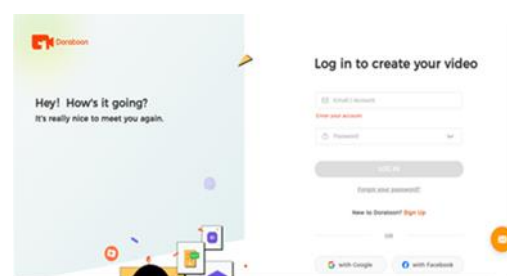 Doraboon
Hey! How's it going?
It's really nice to meet you again.
Log in to create your video
Email / Account
Enter your account
Password
LOG IN
Forgot your password?
New to Doraboon? Sign Up
OR
with Google
with Facebook